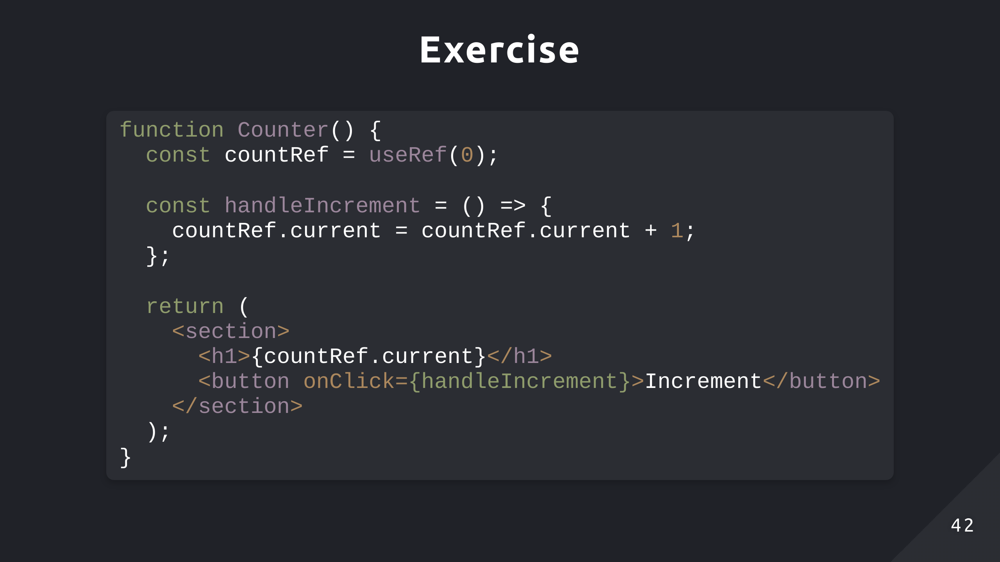 Exercise
function Counter() {
  const countRef = useRef(0);

  const handleIncrement = () => {
    countRef.current = countRef.current + 1;
  };

  return (
    <section>
      <h1>{countRef.current}</h1>
      <button onClick={handleIncrement}>Increment</button>
    </section>
  );
}
42